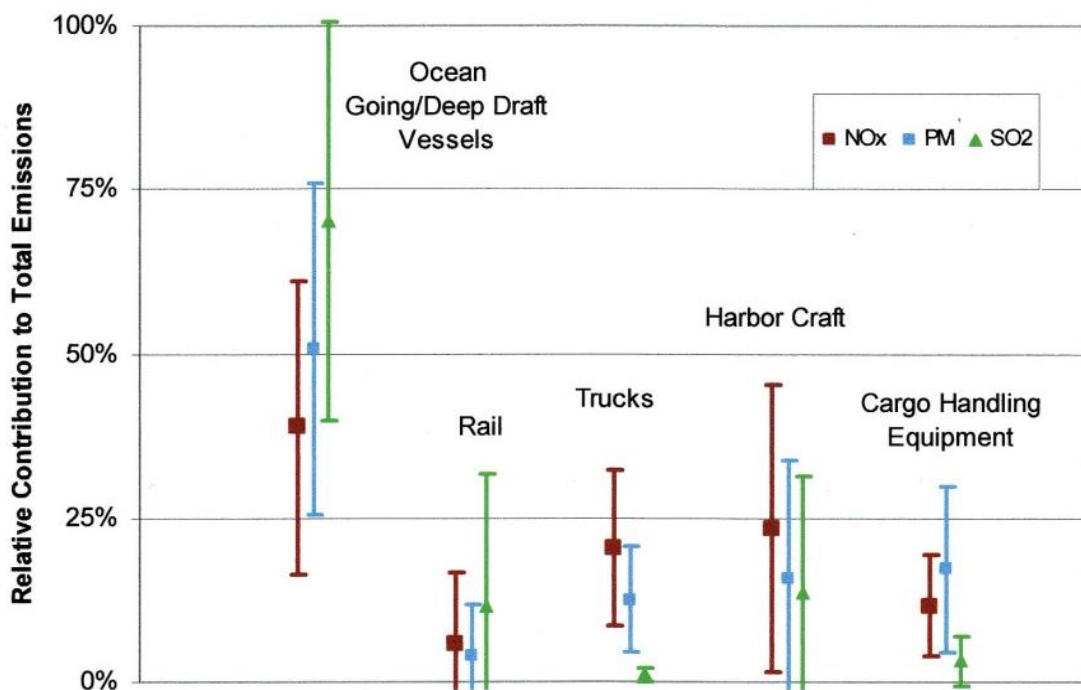 100%
75%
50%
25%
0%
Relative Contribution to Total Emissions
Ocean
Going/Deep Draft
Vessels
NOx PM SO2
Harbor Craft
Trucks
Rail
Cargo Handling
Equipment